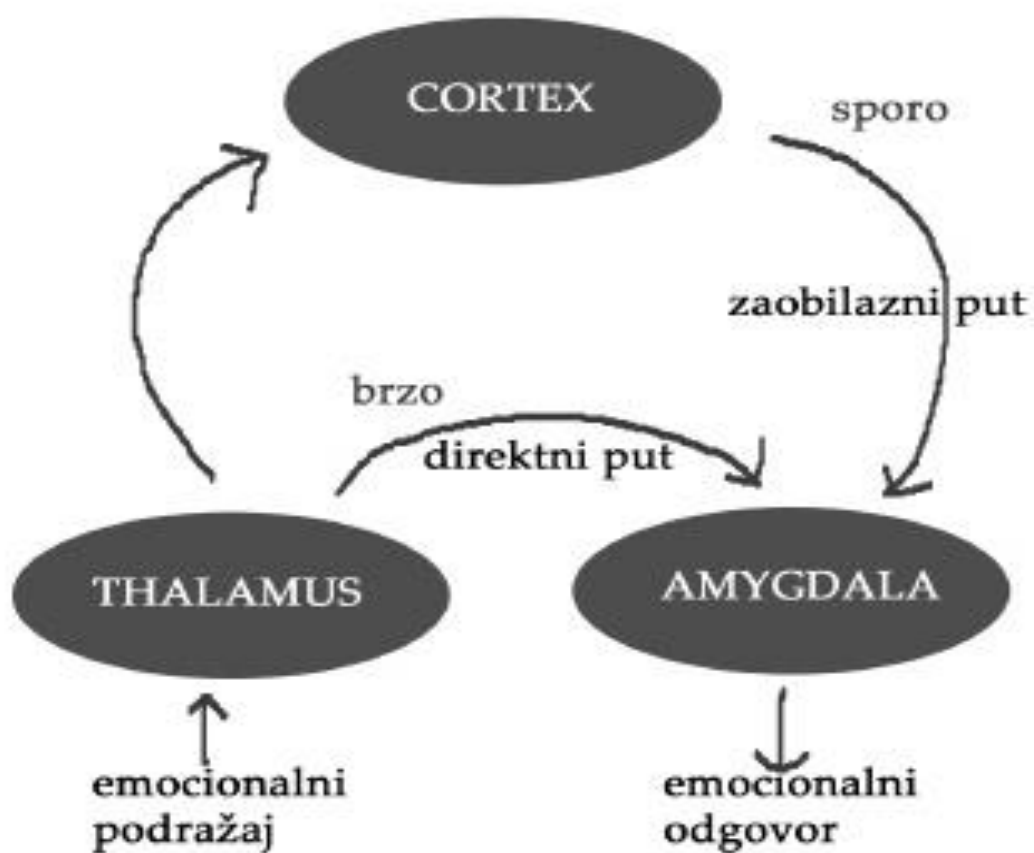 CORTEX
sporo
zaobilazni put
brzo
direktni put
THALAMUS
AMYGDALA
emocionalni
podražaj
emocionalni
odgovor